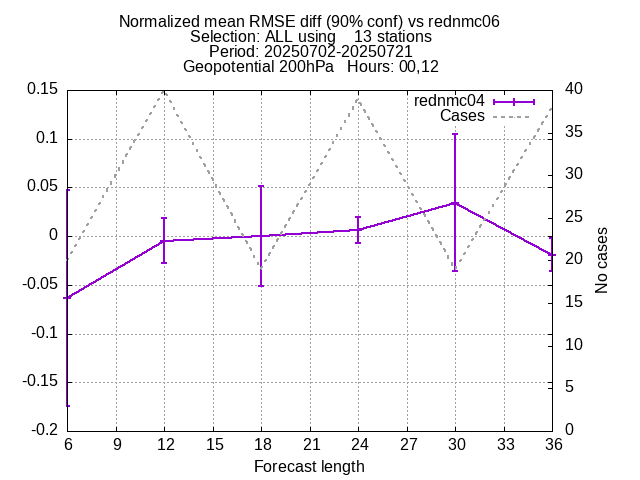 Normalized mean RMSE diff (90% conf) vs rednmc06
Selection: ALL using    13 stations
Period: 20250702-20250721
Geopotential 200hPa   Hours: 00,12
rednmc04
Cases
0.15
0.1
0.05
0
-0.05
-0.1
-0.15
-0.2
40
35
30
25
20
15
10
5
0
No cases
6 9 12 15 18 21 24 27 30 33 36
Forecast length